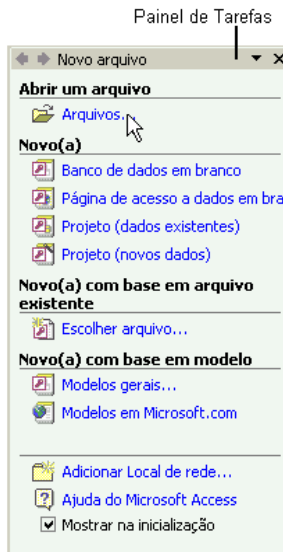 Painel de Tarefas
Novo arquivo
Abrir um arquivo
Arquivos...
Novo(a)
Banco de dados em branco
Página de acesso a dados em bra
Projeto (dados existentes)
Projeto (novos dados)
Novo(a) com base em arquivo
existente
Escolher arquivo...
Novo(a) com base em modelo
Modelos gerais...
Modelos em Microsoft.com
Adicionar Local de rede...
Ajuda do Microsoft Access
Mostrar na inicialização